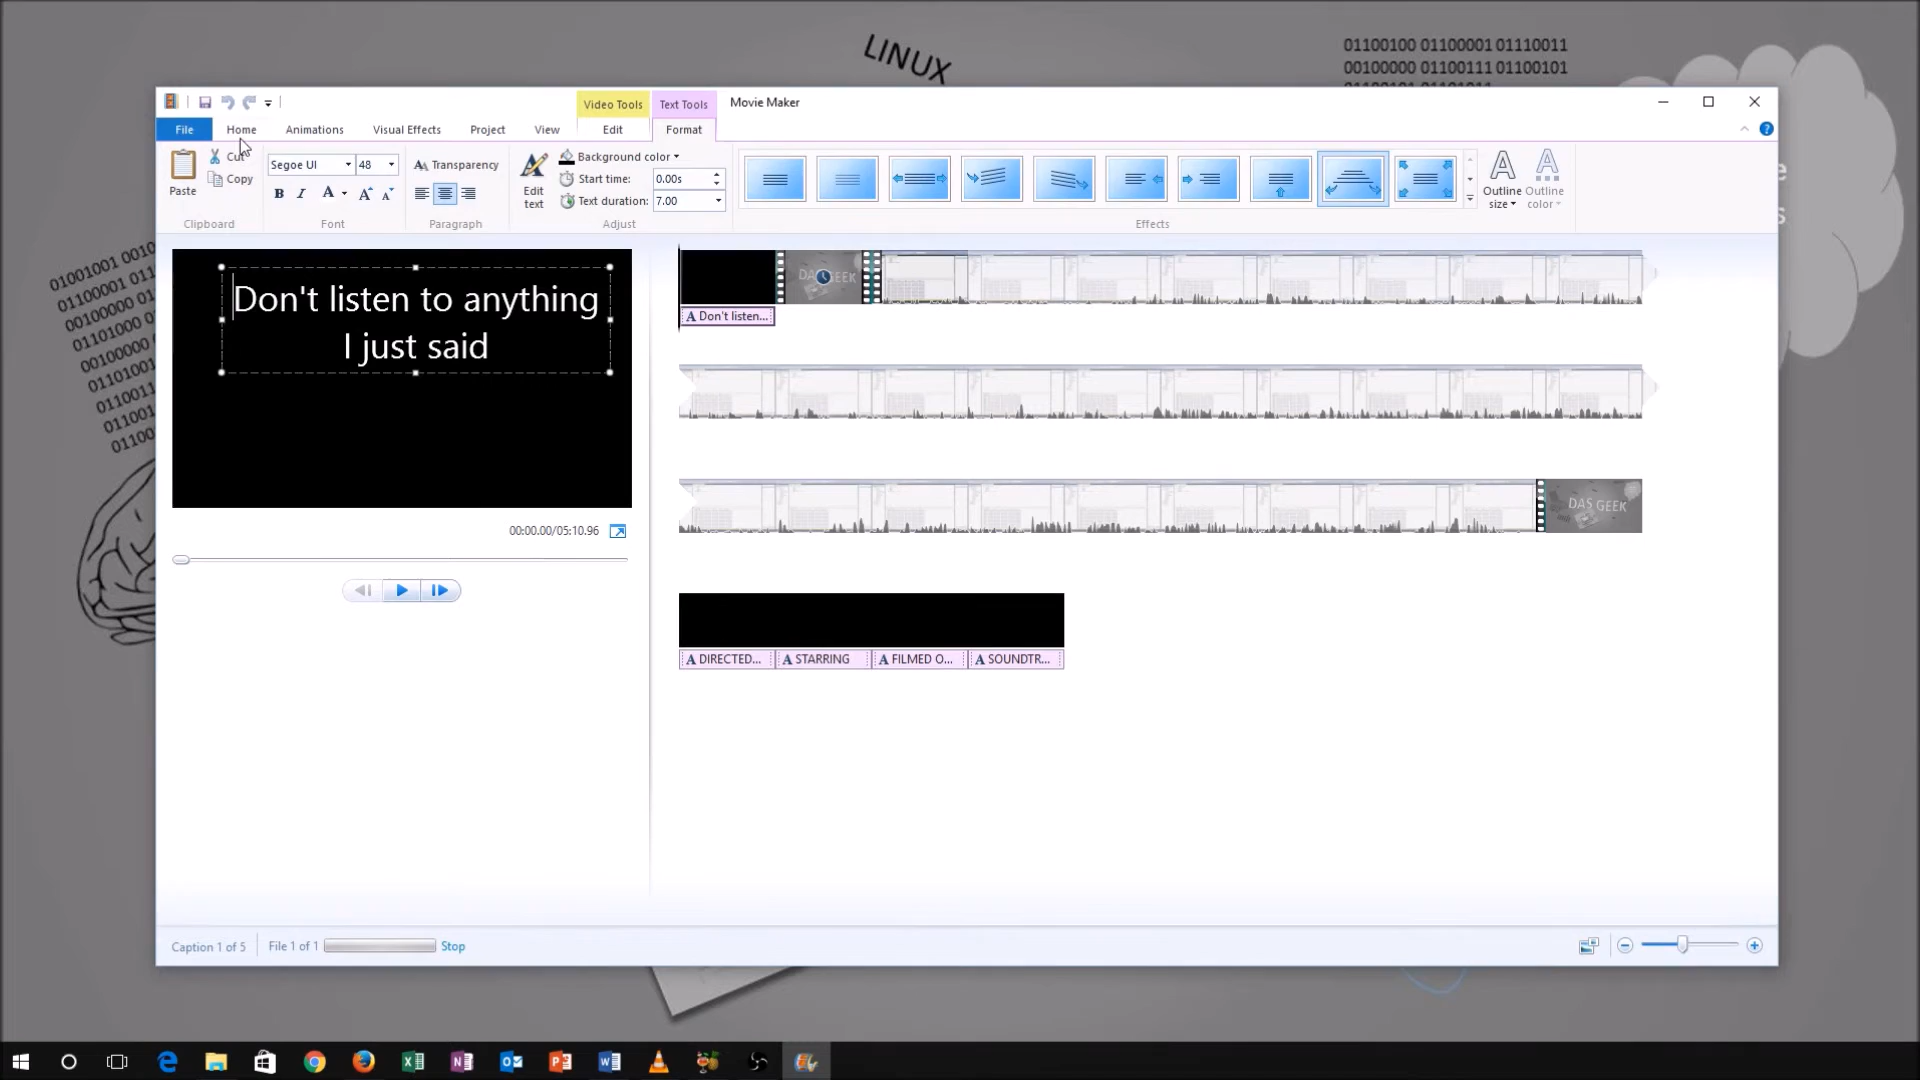 LINUX
01100100 01100001 01110011
00100000 01100111 01100101
Video Tools
Text Tools
Movie Maker
File
Home
Animations
Visual Effects
Project
View
Edit
Format
Paste
Cut
Copy
Clipboard
Segoe UI
48
Font
Transparency
Paragraph
Edit
text
Background color
Start time: 0.00s
Text duration: 7.00
Adjust
Effects
Outline
size
Outline
color
Don't listen to anything
I just said
00:00.00/05:10.96
DAS GEEK
Don't listen...
DAS GEEK
DIRECTED...
STARRING
FILMED O...
SOUNDTR...
Caption 1 of 5
File 1 of 1
Stop